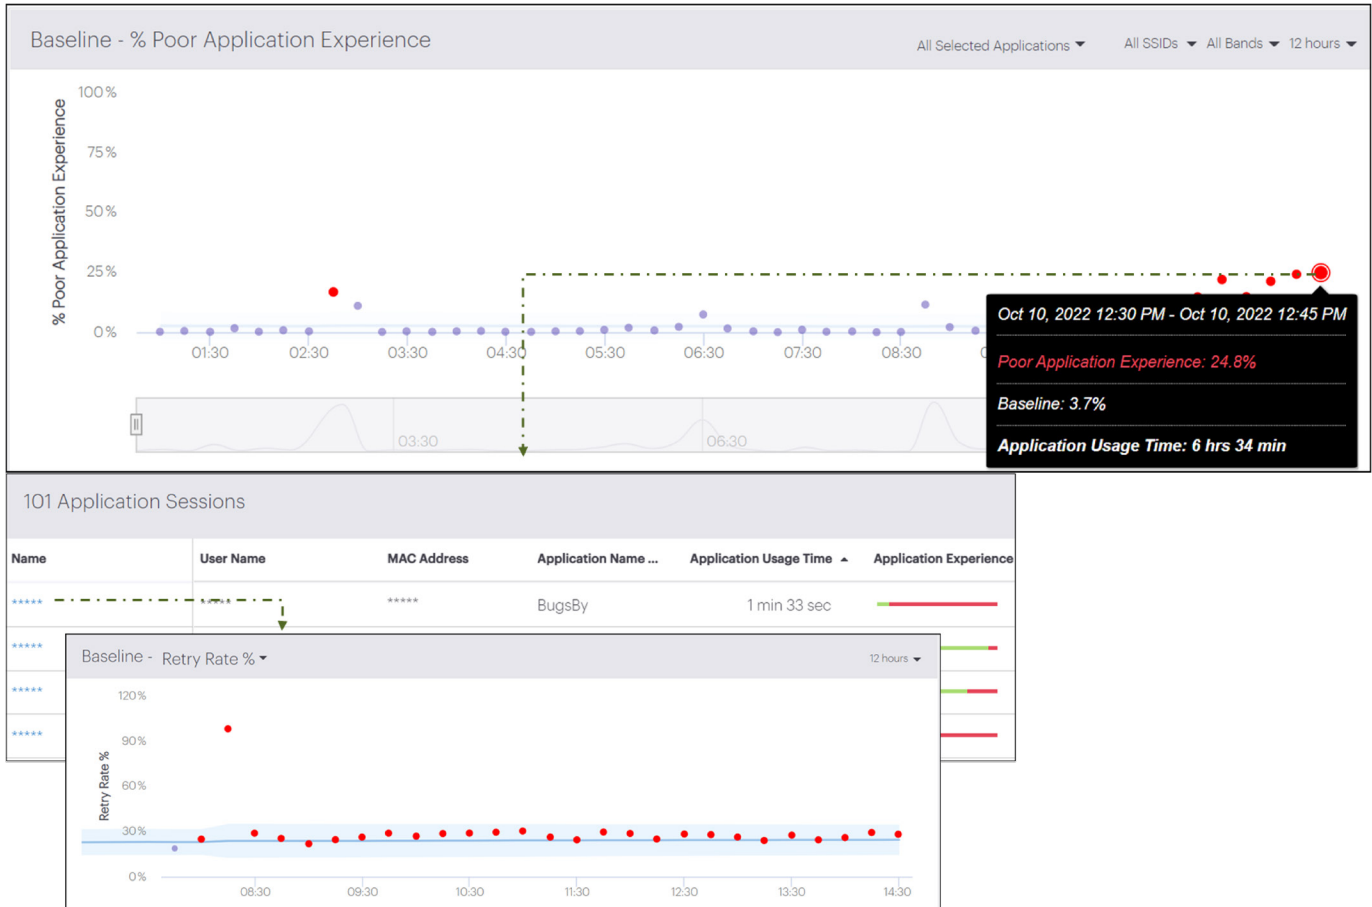 Baseline - % Poor Application Experience
All Selected Applications All SSIDs All Bands 12 hours
% Poor Application Experience
100%
75%
50%
25%
0%
01:30 02:30 03:30 04:30 05:30 06:30 07:30 08:30
03:30 06:30
Oct 10, 2022 12:30 PM - Oct 10, 2022 12:45 PM
Poor Application Experience: 24.8%
Baseline: 3.7%
Application Usage Time: 6 hrs 34 min
101 Application Sessions
Name User Name MAC Address Application Name ... Application Usage Time Application Experience
***** ***** ***** BugsBy 1 min 33 sec
*****
*****
*****
Baseline - Retry Rate % 12 hours
Retry Rate %
120%
90%
60%
30%
0%
08:30 09:30 10:30 11:30 12:30 13:30 14:30